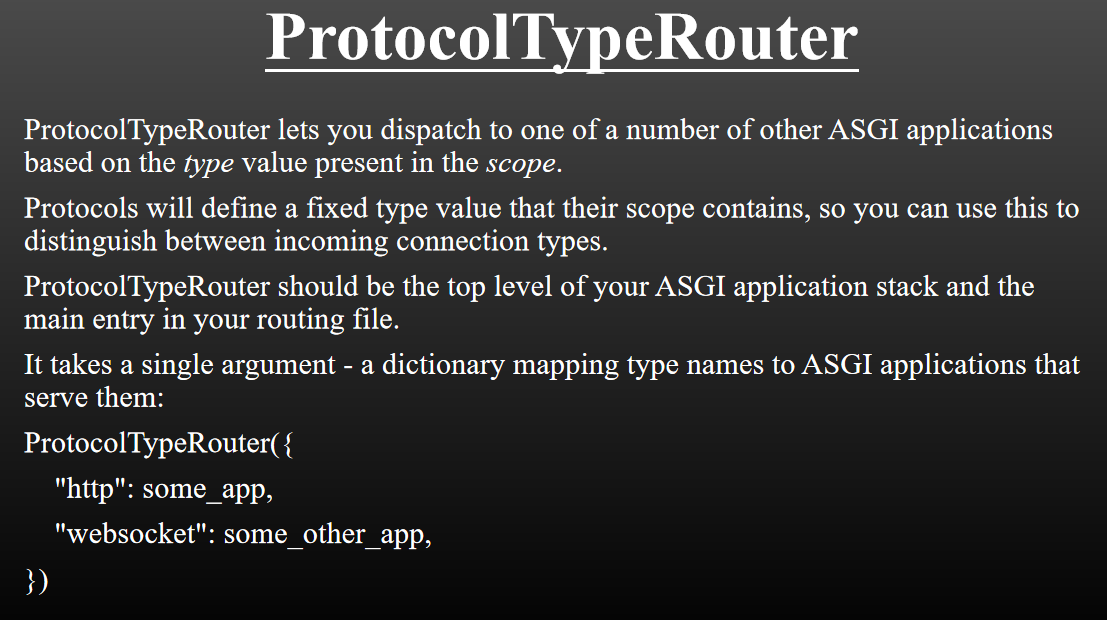 ProtocolTypeRouter
ProtocolTypeRouter lets you dispatch to one of a number of other ASGI applications
based on the type value present in the scope.
Protocols will define a fixed type value that their scope contains, so you can use this to
distinguish between incoming connection types.
ProtocolTypeRouter should be the top level of your ASGI application stack and the
main entry in your routing file.
It takes a single argument - a dictionary mapping type names to ASGI applications that
serve them:
ProtocolTypeRouter({
"http": some_app,
"websocket": some_other_app,
})